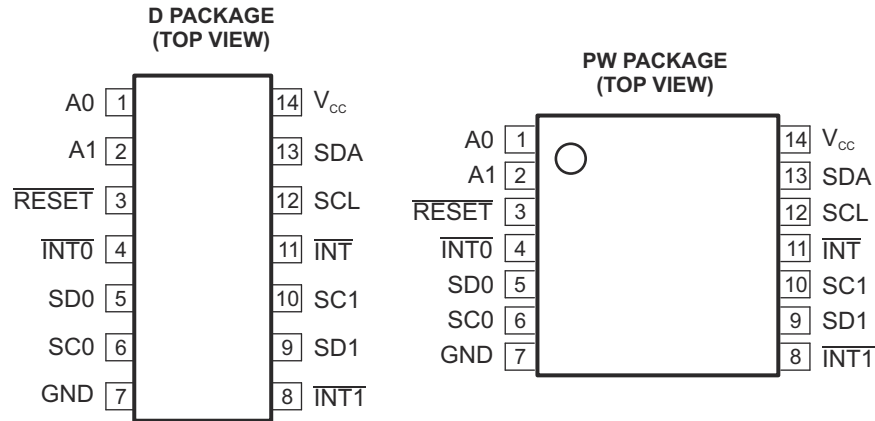 D PACKAGE
(TOP VIEW)
A0 1 14 VCC
A1 2 13 SDA
RESET 3 12 SCL
INT0 4 11 INT
SD0 5 10 SC1
SC0 6 9 SD1
GND 7 8 INT1
PW PACKAGE
(TOP VIEW)
A0 1 14 VCC
A1 2 13 SDA
RESET 3 12 SCL
INT0 4 11 INT
SD0 5 10 SC1
SC0 6 9 SD1
GND 7 8 INT1